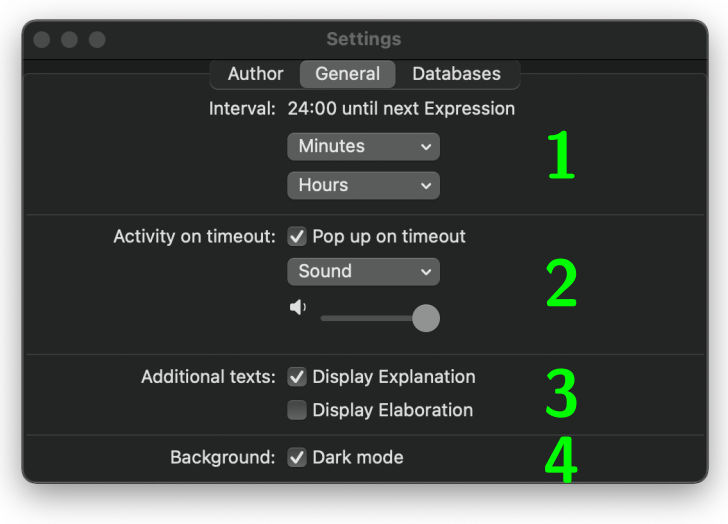 Settings
Author General Databases
Interval: 24:00 until next Expression
Minutes
1
Hours
Activity on timeout: Pop up on timeout
Sound
2
Additional texts: Display Explanation
3
Display Elaboration
Background: Dark mode
4